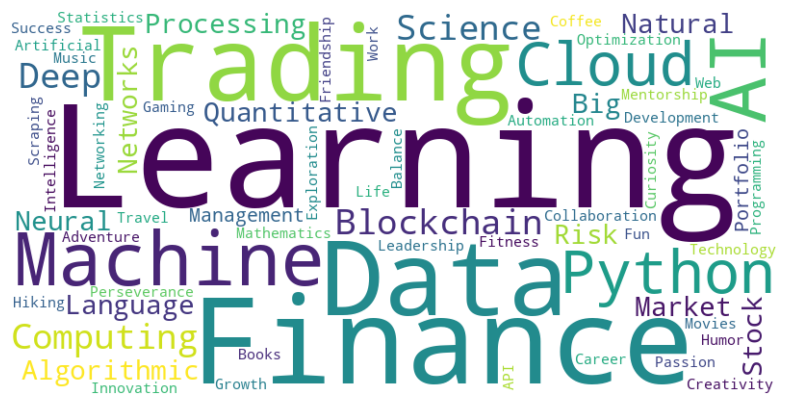 Statistics
Success
Processing
Science
Coffee
Natural
Artificial
Music
Trading
Friendship
Work
Optimization
Deep
Networks
Cloud
Web
AI
Mentorship
Gaming
Quantitative
Big
Automation
Development
Scraping
Intelligence
Networking
Learning
Exploration
Balance
Life
Curiosity
Portfolio
Programming
Neural
Travel
Management
Blockchain
Collaboration
Adventure
Mathematics
Leadership
Fitness
Risk
Fun
Technology
Machine
Data
Python
Perseverance
Hiking
Language
Finance
Market
Stock
Movies
Computing
Humor
Books
Algorithmic
Career
Passion
Innovation
Growth
API
Creativity